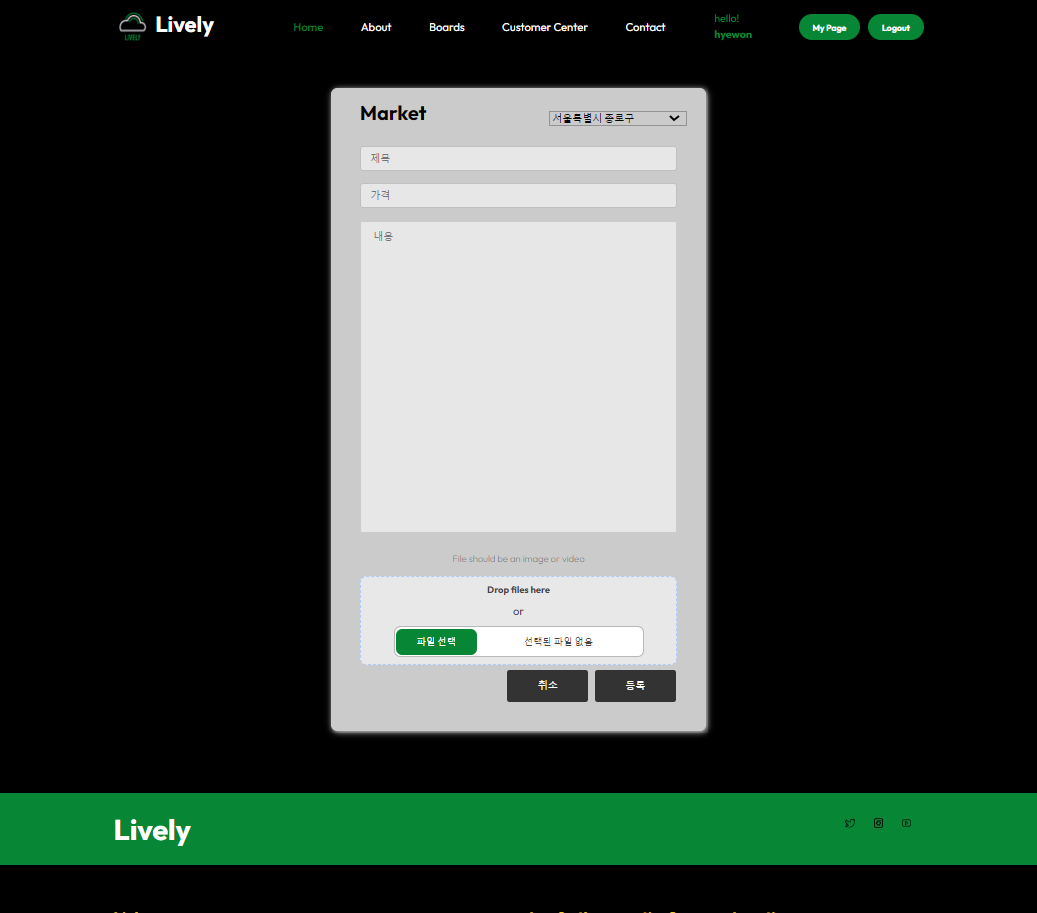 LIVELY
Lively
Home About Boards Customer Center Contact
hello!
hyewon
My Page Logout
Market
서울특별시 종로구
제목
가격
내용
File should be an image or video
Drop files here
or
파일 선택 선택된 파일 없음
취소 등록
Lively